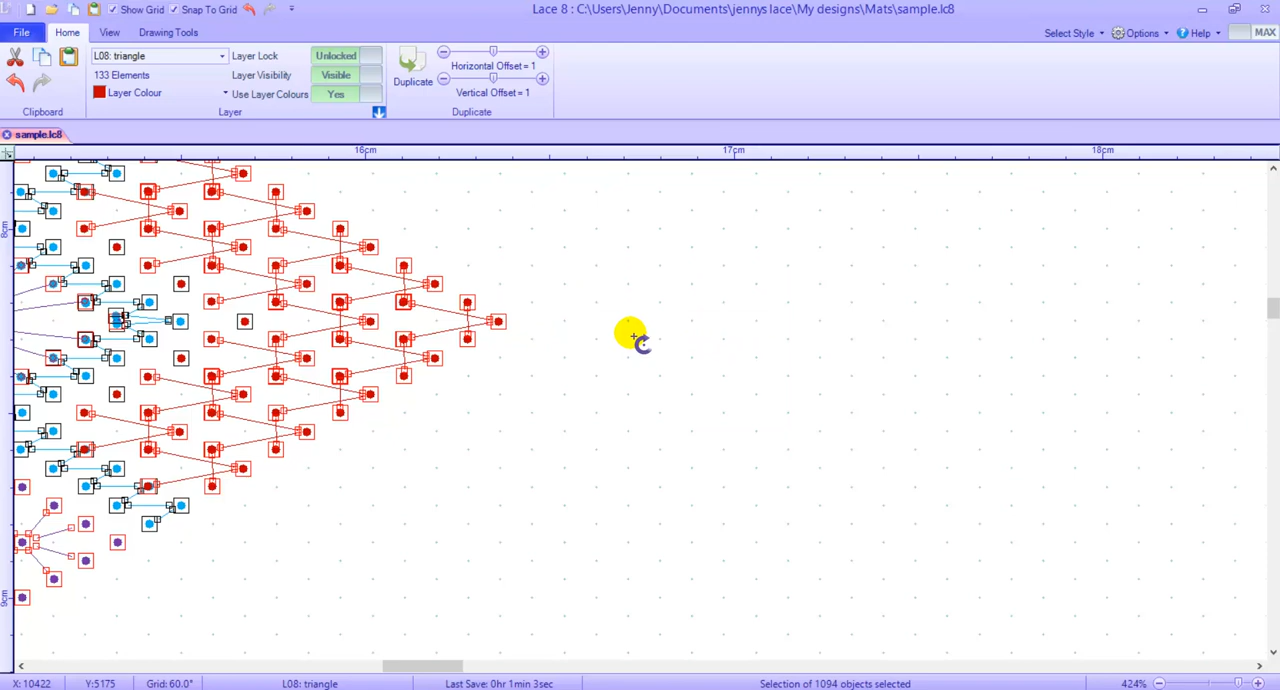 Show Grid Snap To Grid Lace 8 : C:\Users\Jenny\Documents\jennys lace\My designs\Mats\sample.lc8
File Home View Drawing Tools Select Style Options Help MAX
L08: triangle Layer Lock Unlocked
133 Elements Layer Visibility Visible Duplicate Horizontal Offset = 1
Layer Colour Use Layer Colours Yes Vertical Offset = 1
Clipboard Layer Duplicate
sample.lc8
16cm 17cm 18cm
8cm
9cm
X: 10422 Y:5175 Grid: 60.0° L08: triangle Last Save: 0hr 1min 3sec Selection of 1094 objects selected 424%